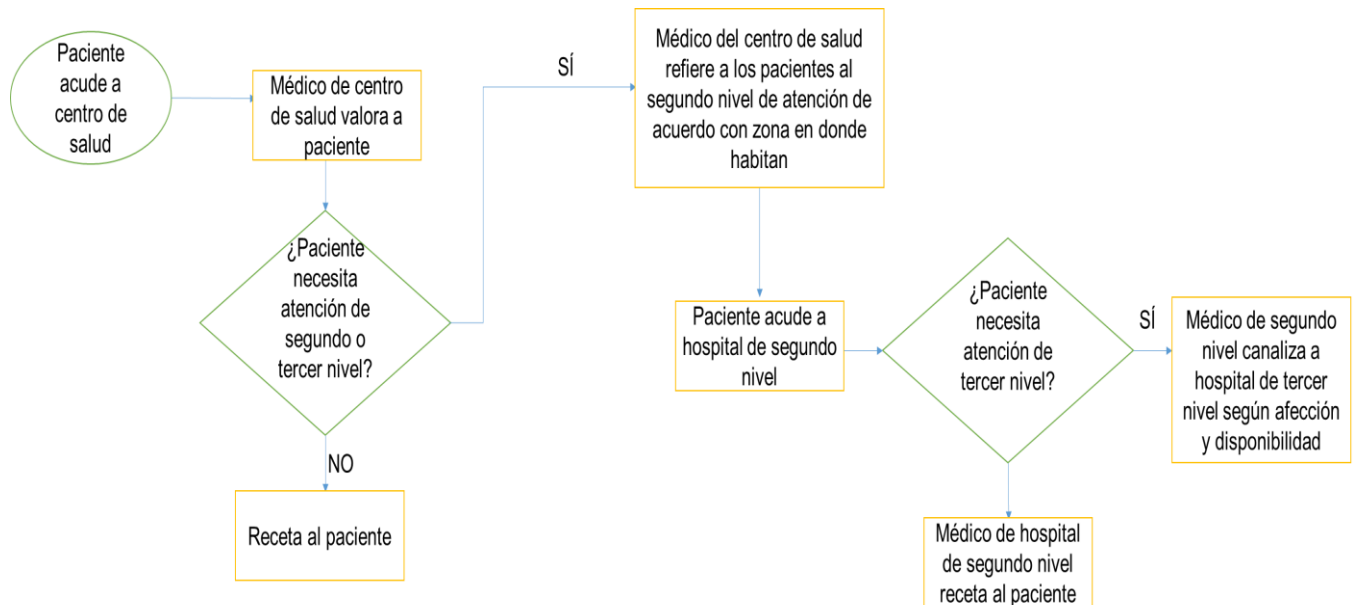 Paciente
acude a
centro de
salud
Médico de centro
de salud valora a
paciente
¿Paciente
necesita
atención de
segundo o
tercer nivel?
NO
Receta al paciente
SÍ
Médico del centro de salud
refiere a los pacientes al
segundo nivel de atención de
acuerdo con zona en donde
habitan
Paciente acude a
hospital de segundo
nivel
¿Paciente
necesita
atención de
tercer nivel?
SÍ
Médico de segundo
nivel canaliza a
hospital de tercer
nivel según afección
y disponibilidad
Médico de hospital
de segundo nivel
receta al paciente